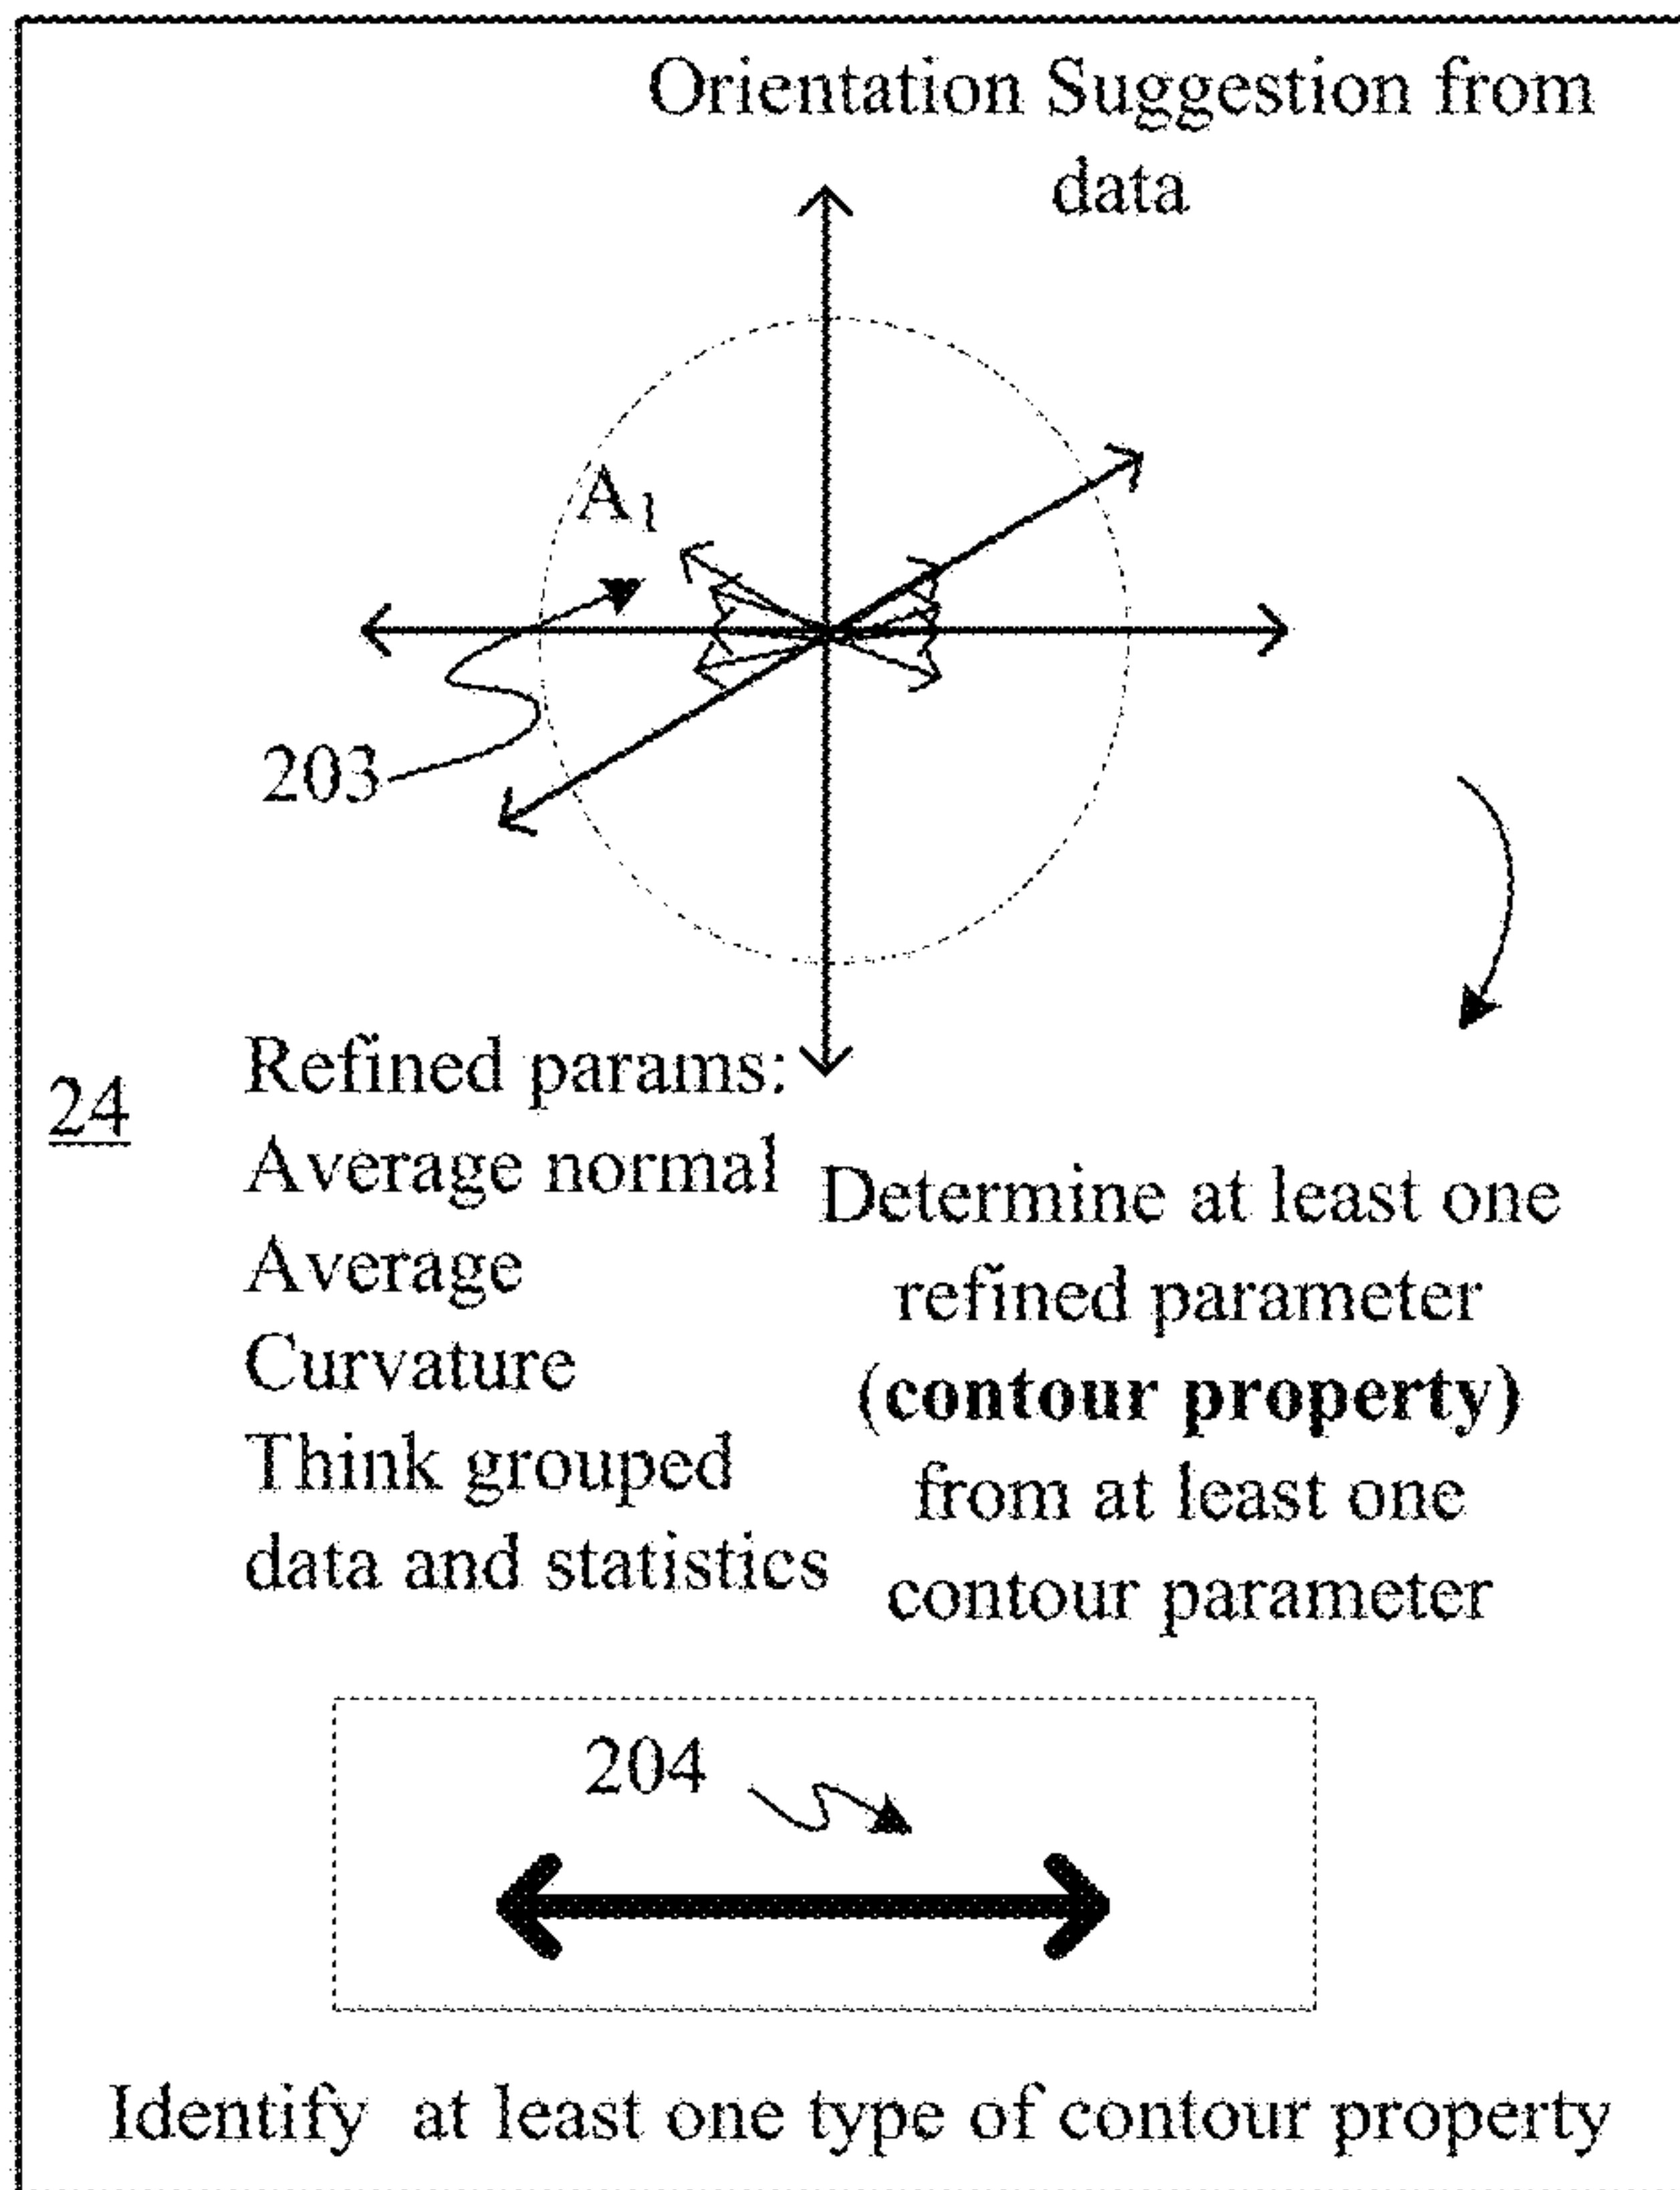 Orientation Suggestion from
data
A1
203
24
Refined params:
Average normal
Average
Curvature
Think grouped
data and statistics
Determine at least one
refined parameter
(contour property)
from at least one
contour parameter
204
Identify at least one type of contour property